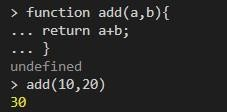 > function add(a,b){
... return a+b;
... }
undefined
> add(10,20)
30